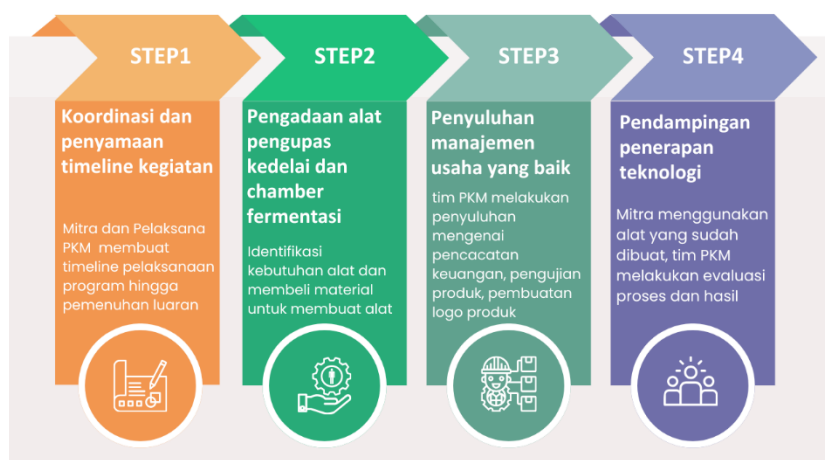 STEP1
Koordinasi dan
penyamaan
timeline kegiatan
Mitra dan Pelaksana
PKM membuat
timeline pelaksanaan
program hingga
pemenuhan luaran
STEP2
Pengadaan alat
pengupas
kedelai dan
chamber
fermentasi
Identifikasi
kebutuhan alat dan
membeli material
untuk membuat alat
STEP3
Penyuluhan
manajemen
usaha yang baik
tim PKM melakukan
penyuluhan
mengenai
pencacatan
keuangan, pengujian
produk, pembuatan
logo produk
STEP4
Pendampingan
penerapan
teknologi
Mitra menggunakan
alat yang sudah
dibuat, tim PKM
melakukan evaluasi
proses dan hasil